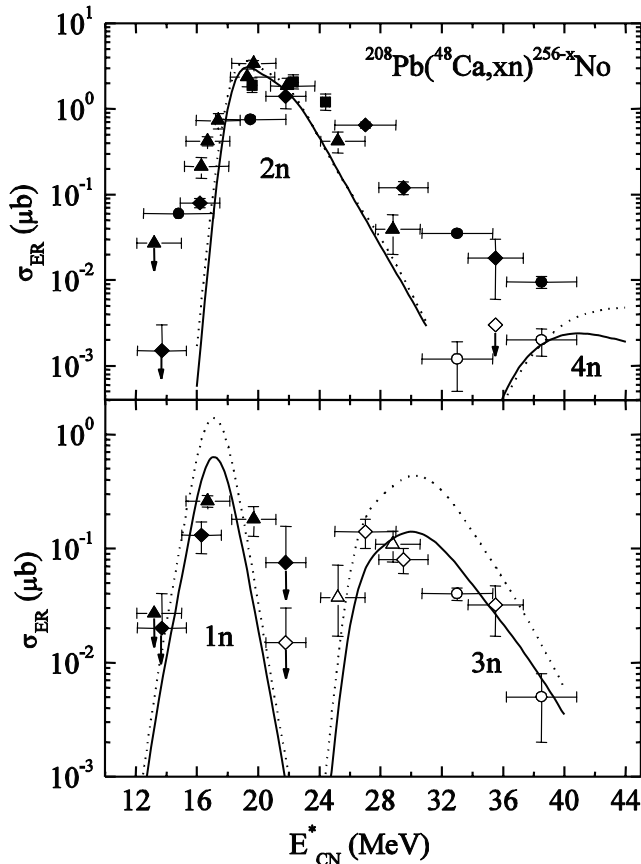 10¹
²⁰⁸Pb(⁴⁸Ca,xn)²⁵⁶⁻ˣNo
10⁰
2n
10⁻¹
σ_ER (μb)
10⁻²
10⁻³
4n
10⁰
10⁻¹
σ_ER (μb)
1n
3n
10⁻²
10⁻³
12 16 20 24 28 32 36 40 44
E*_CN (MeV)